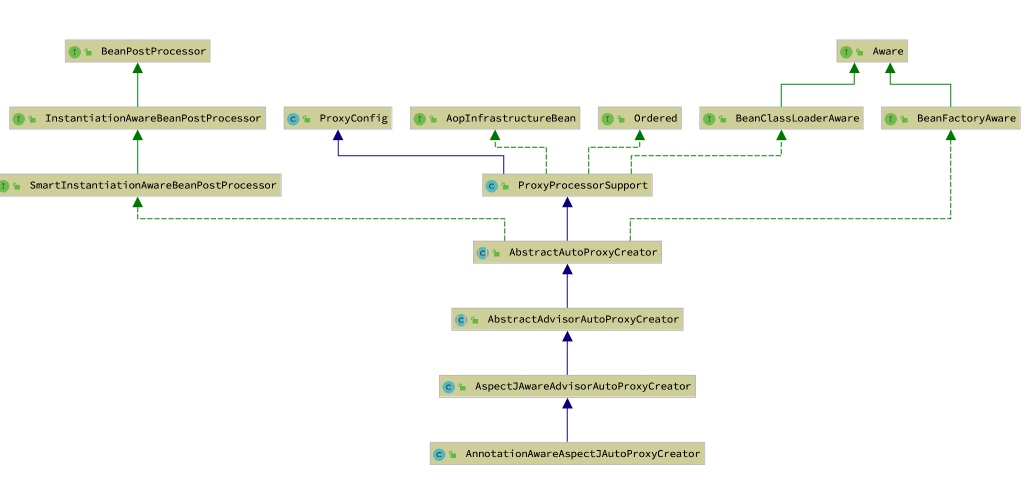 BeanPostProcessor
Aware
InstantiationAwareBeanPostProcessor
ProxyConfig
AopInfrastructureBean
Ordered
BeanClassLoaderAware
BeanFactoryAware
SmartInstantiationAwareBeanPostProcessor
ProxyProcessorSupport
AbstractAutoProxyCreator
AbstractAdvisorAutoProxyCreator
AspectJAwareAdvisorAutoProxyCreator
AnnotationAwareAspectJAutoProxyCreator